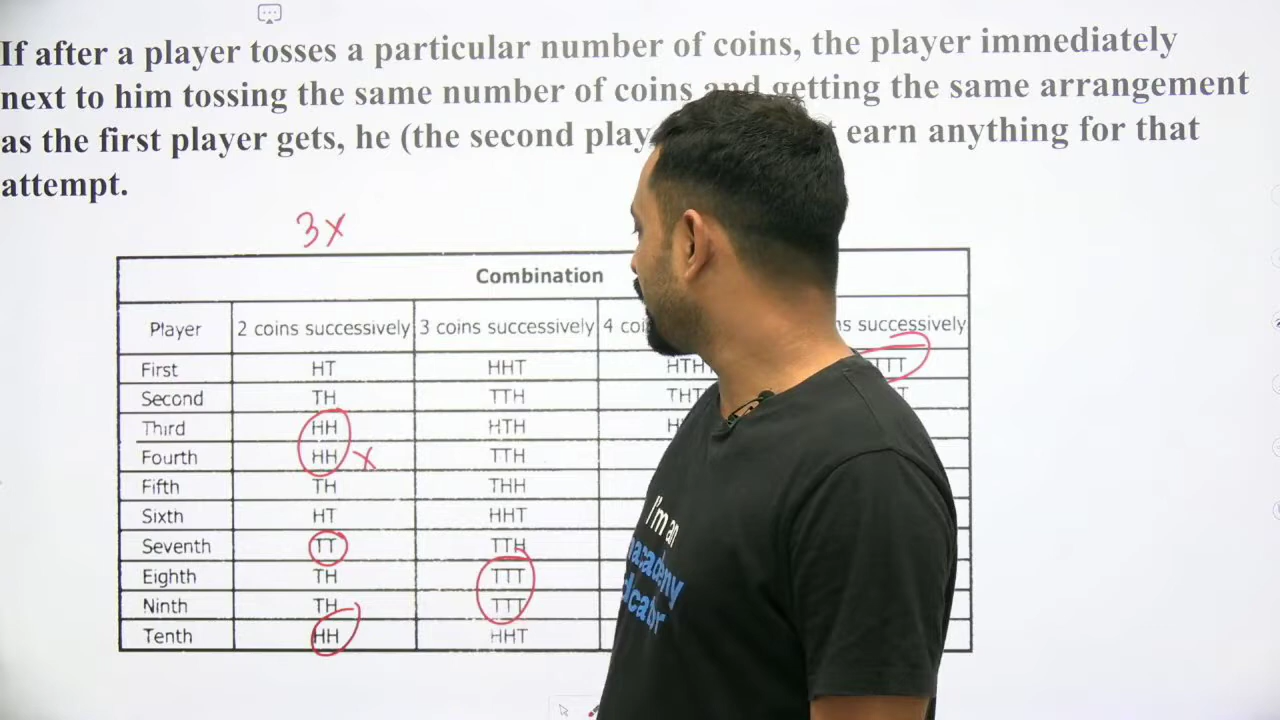 If after a player tosses a particular number of coins, the player immediately
next to him tossing the same number of coins and getting the same arrangement
as the first player gets, he (the second earn anything for that
attempt.
3x
Combination
Player 2 coins successively 3 coins successively 4 successively
First HT HHT
Second TH TTH
Third HH HTH
Fourth HH X TTH
Fifth TH THH
Sixth HT HHT
Seventh TT TTH
Eighth TH TTT
Ninth TH TTT
Tenth HH HHT
I'm an